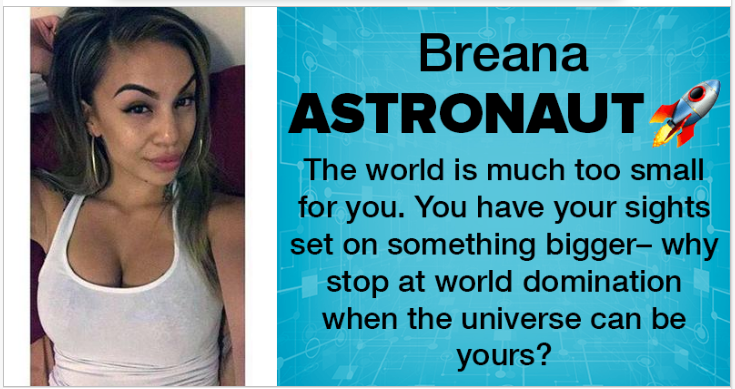 Breana
ASTRONAUT
The world is much too small
for you. You have your sights
set on something bigger– why
stop at world domination
when the universe can be
yours?